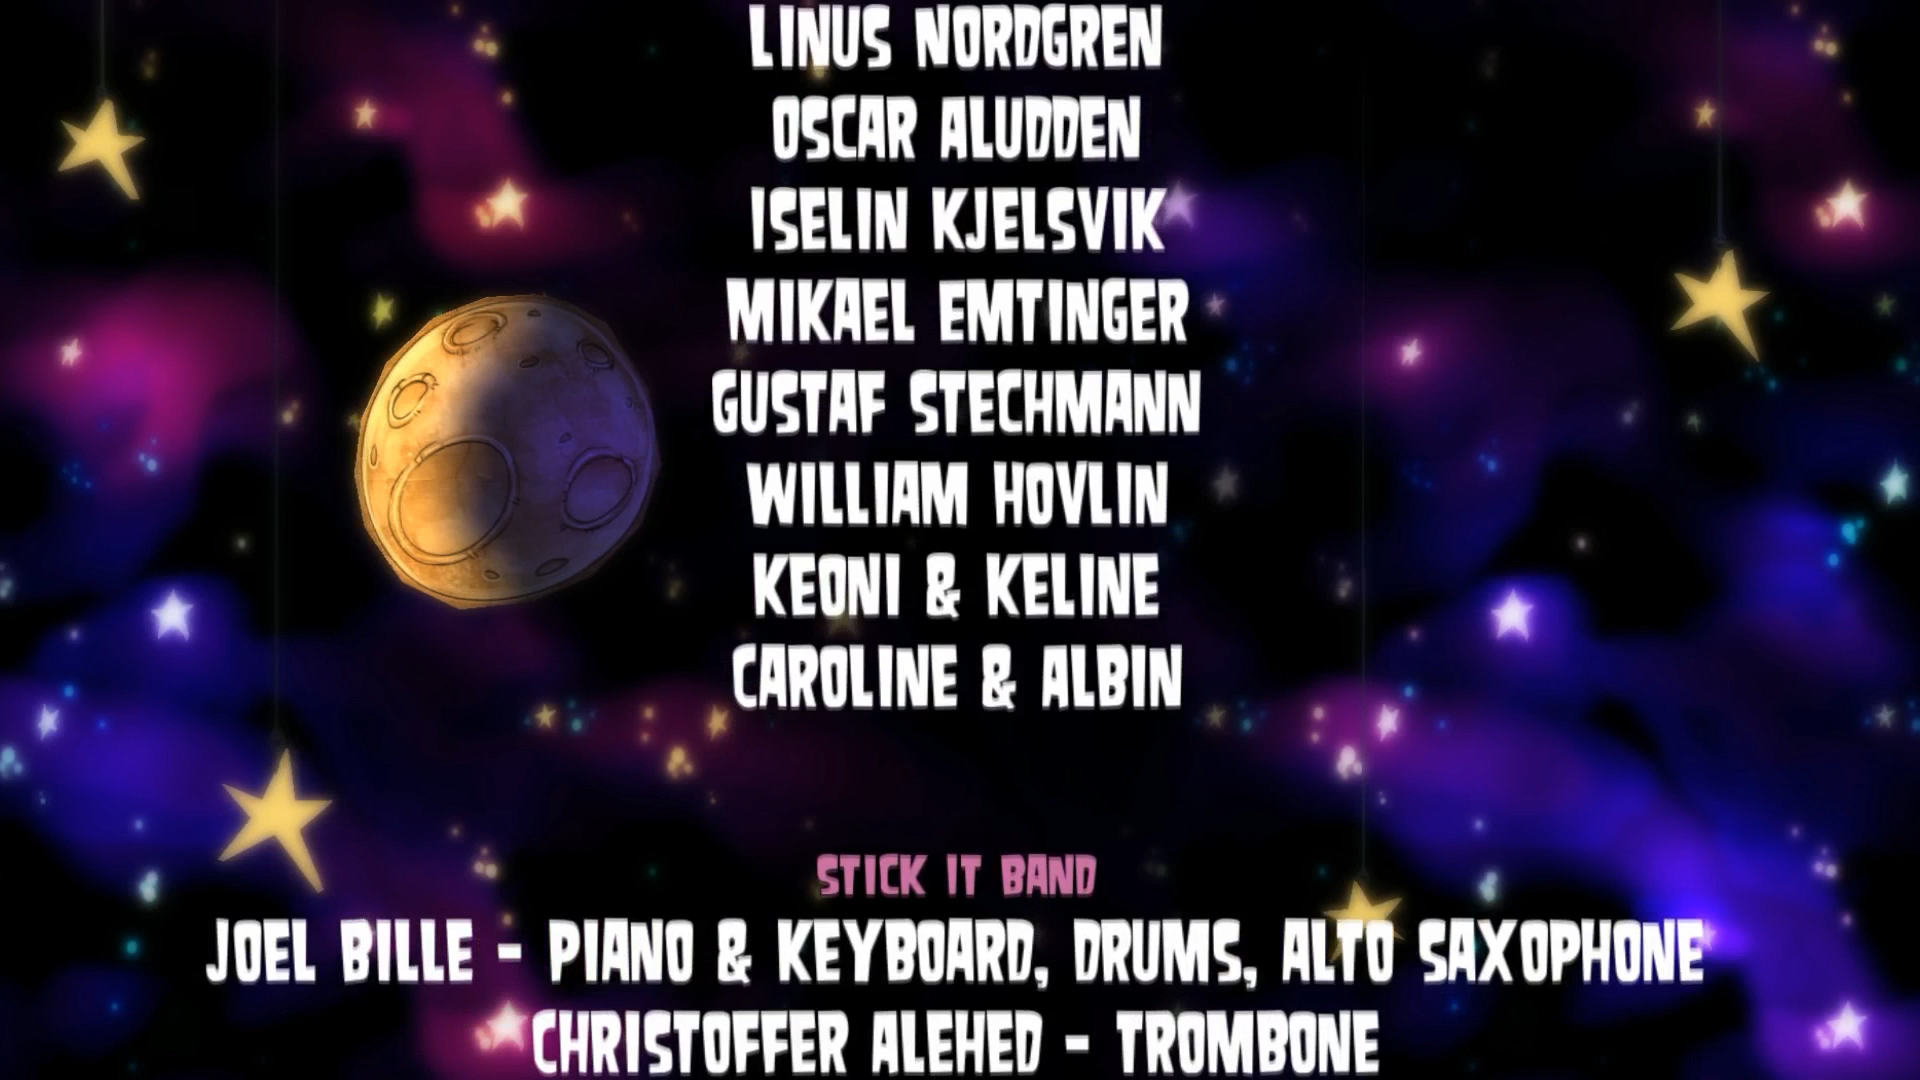 LINUS NORDGREN
OSCAR ALUDDEN
ISELIN KJELSVIK
MIKAEL EMTINGER
GUSTAF STECHMANN
WILLIAM HOVLIN
KEONI & KELINE
CAROLINE & ALBIN
STICK IT BAND
JOEL BILLE - PIANO & KEYBOARD, DRUMS, ALTO SAXOPHONE
CHRISTOFFER ALEHED - TROMBONE